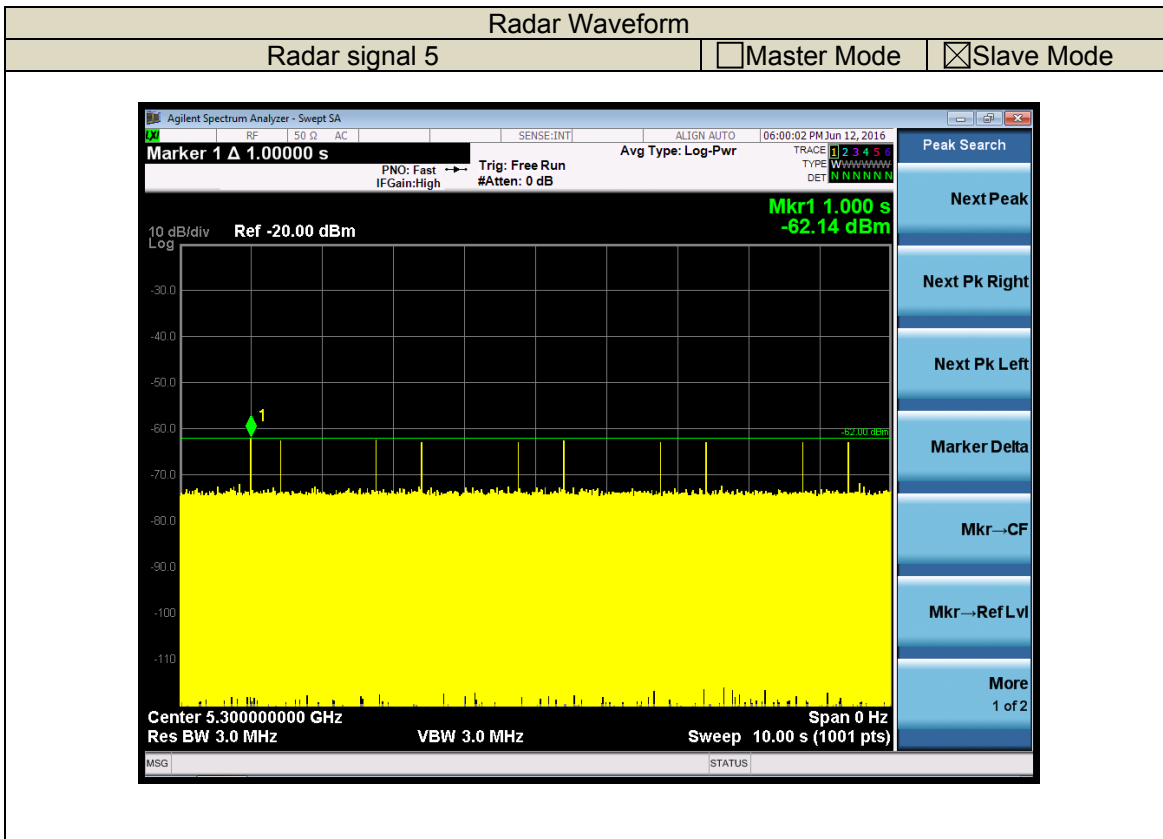 Radar Waveform
Radar signal 5 Master Mode Slave Mode
Agilent Spectrum Analyzer - Swept SA
LXI RF 50 Ω AC SENSE:INT ALIGN AUTO 06:00:02 PM Jun 12, 2016
Marker 1 Δ 1.00000 s
PNO: Fast
IFGain:High
Trig: Free Run
#Atten: 0 dB
Avg Type: Log-Pwr
TRACE 1 2 3 4 5 6
TYPE WWWWWW
DET N N N N N N
Peak Search
Mkr1 1.000 s
-62.14 dBm
10 dB/div Ref -20.00 dBm
Log
-30.0
-40.0
-50.0
-60.0
-70.0
-80.0
-90.0
-100
-110
1
-62.00 dBm
Center 5.300000000 GHz Span 0 Hz
Res BW 3.0 MHz VBW 3.0 MHz Sweep 10.00 s (1001 pts)
Next Peak
Next Pk Right
Next Pk Left
Marker Delta
Mkr→CF
Mkr→Ref Lvl
More
1 of 2
MSG STATUS